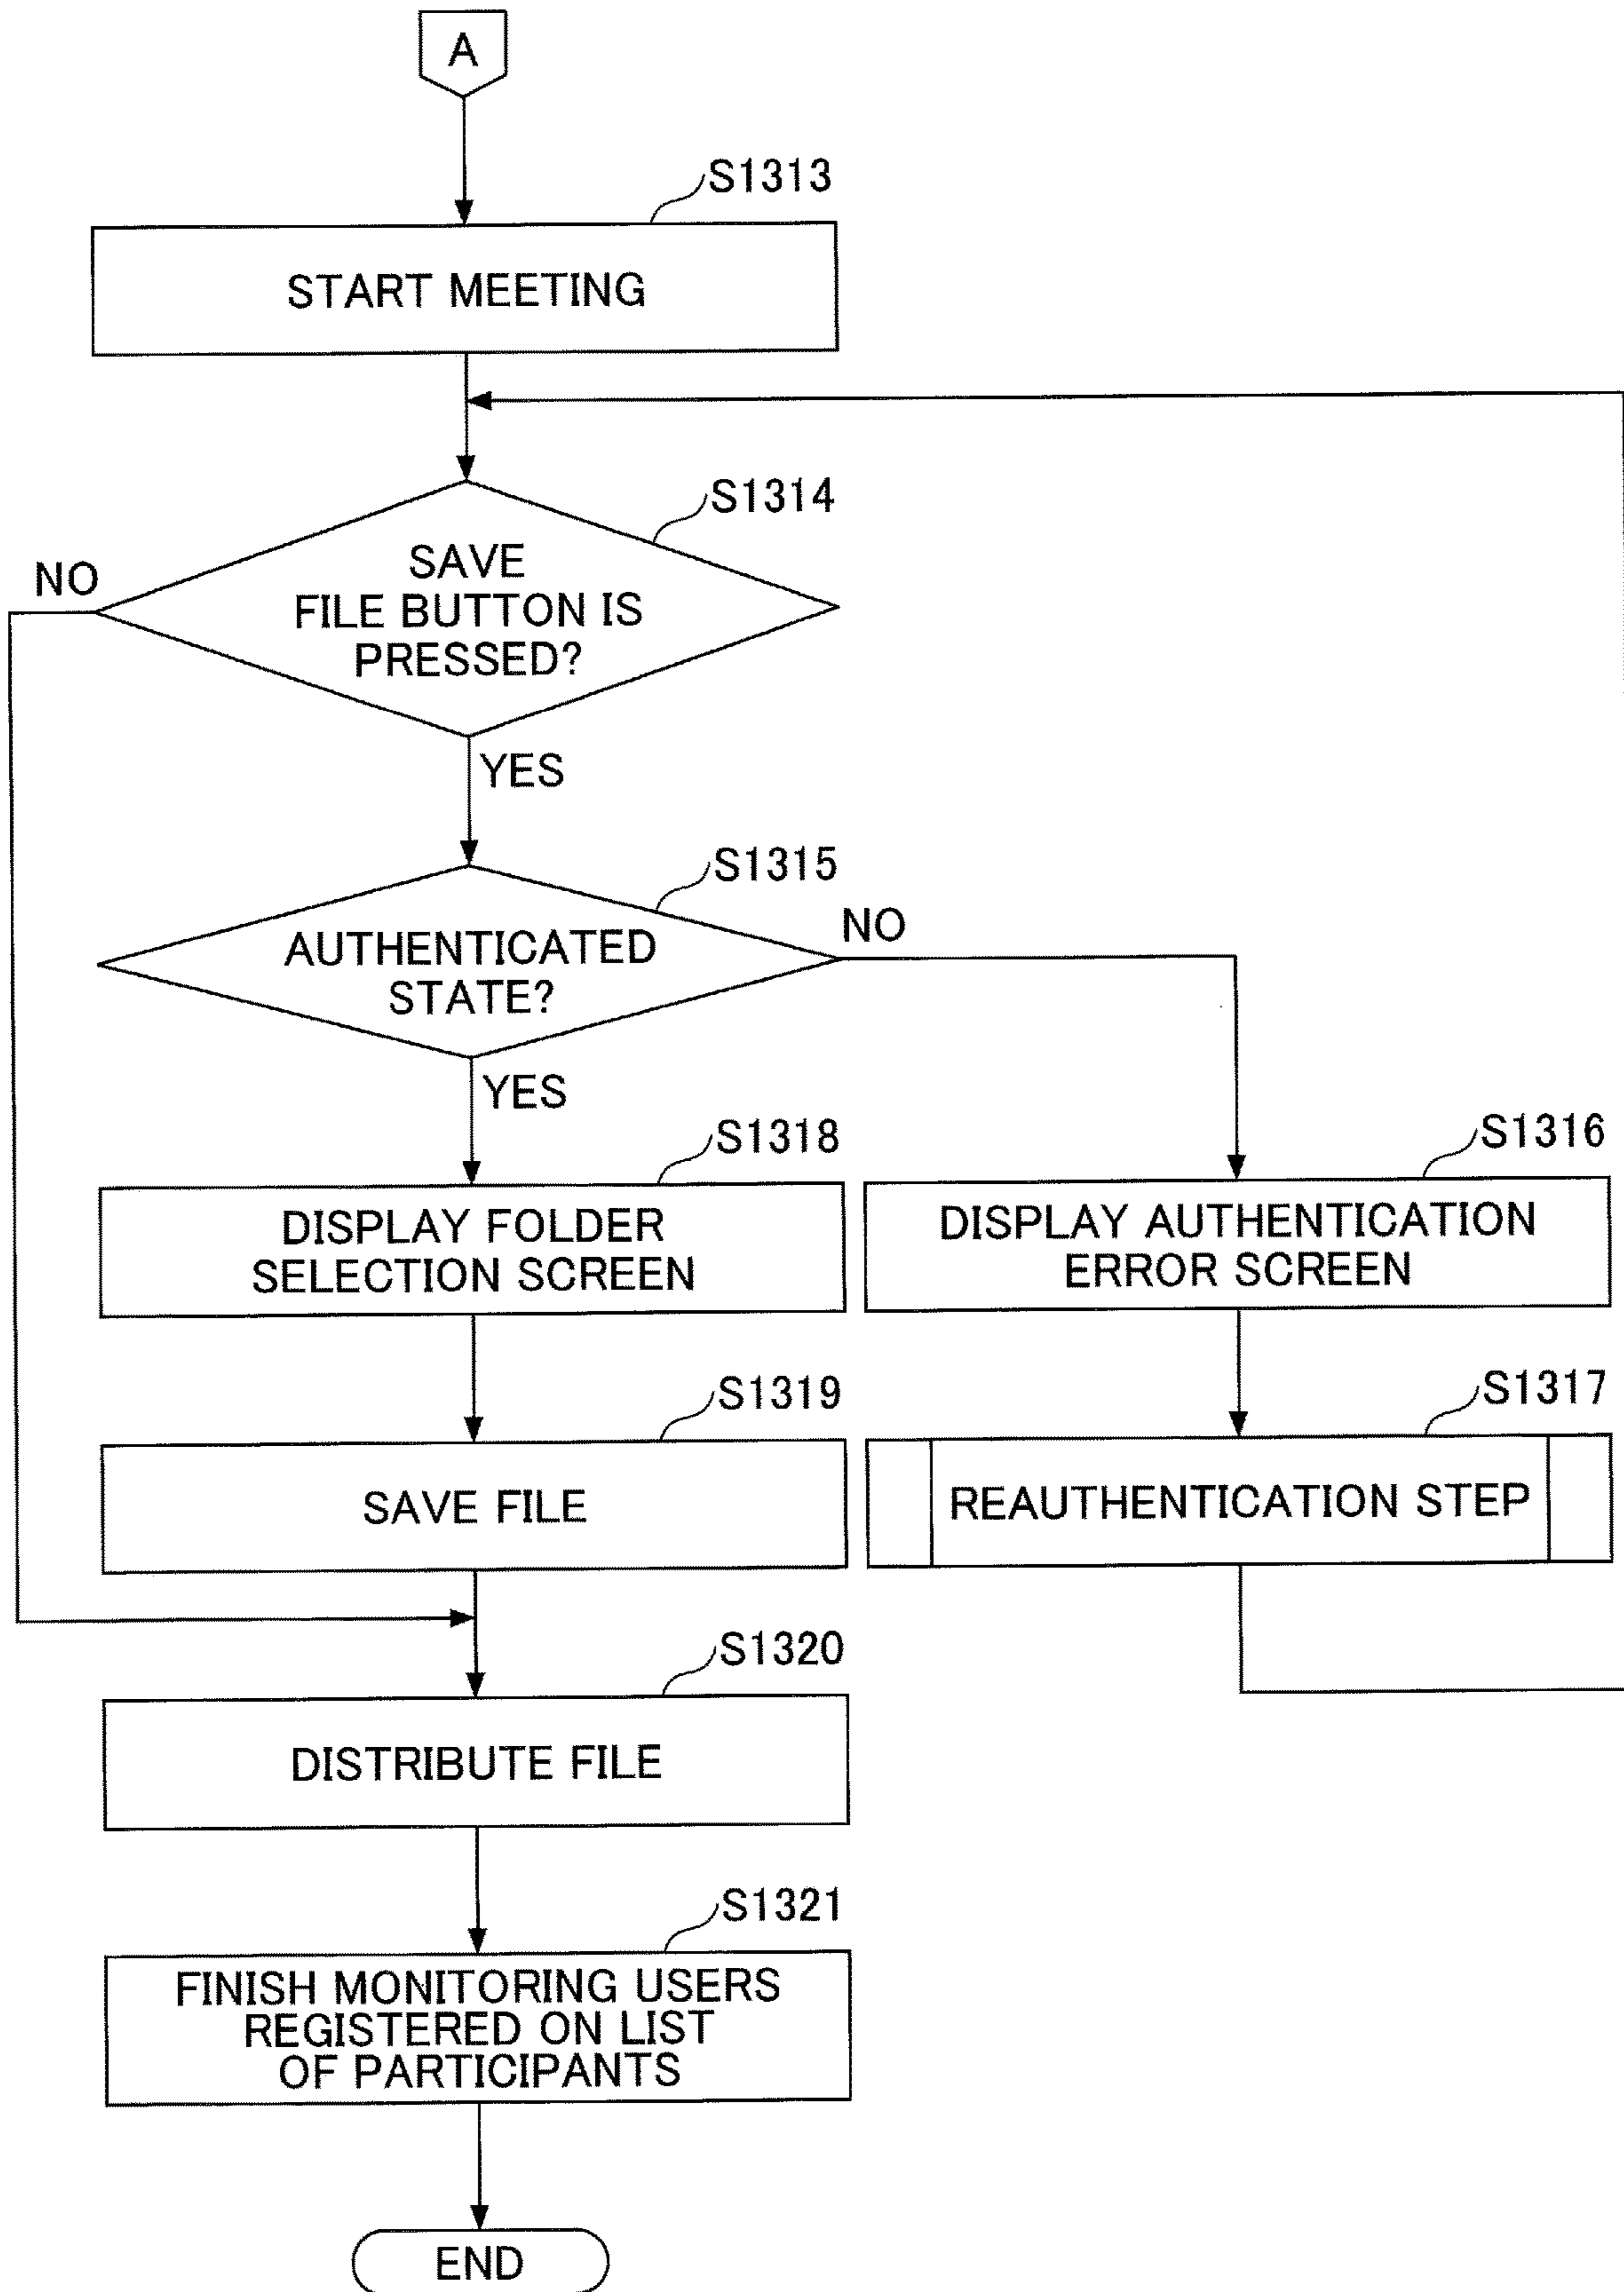 A
S1313
START MEETING
S1314
NO
SAVE
FILE BUTTON IS
PRESSED?
YES
S1315
NO
AUTHENTICATED
STATE?
YES
S1318
S1316
DISPLAY FOLDER
SELECTION SCREEN
DISPLAY AUTHENTICATION
ERROR SCREEN
S1319
S1317
SAVE FILE
REAUTHENTICATION STEP
S1320
DISTRIBUTE FILE
S1321
FINISH MONITORING USERS
REGISTERED ON LIST
OF PARTICIPANTS
END